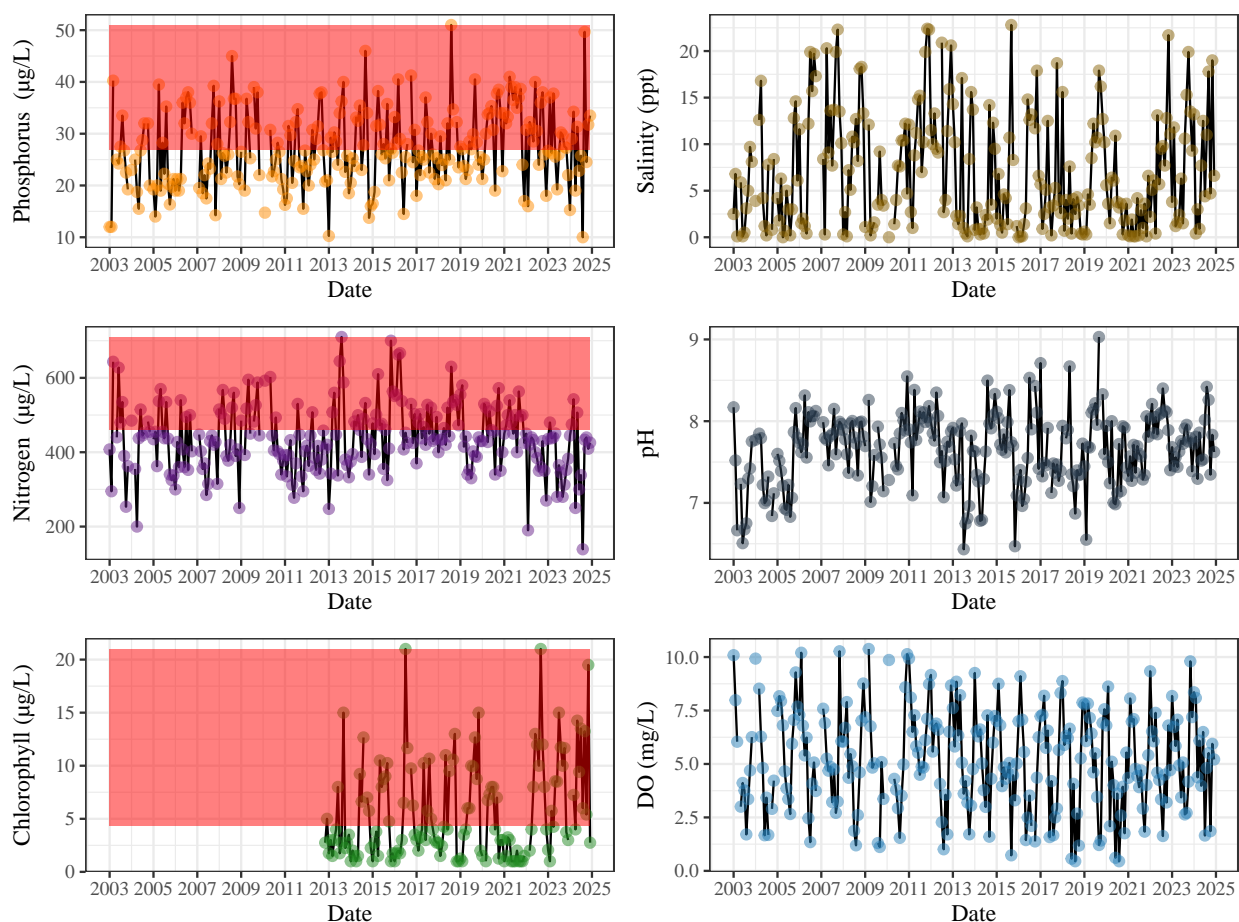 Phosphorus (µg/L)
50
40
30
20
10
2003 2005 2007 2009 2011 2013 2015 2017 2019 2021 2023 2025
Date
Salinity (ppt)
20
15
10
5
0
2003 2005 2007 2009 2011 2013 2015 2017 2019 2021 2023 2025
Date
Nitrogen (µg/L)
600
400
200
2003 2005 2007 2009 2011 2013 2015 2017 2019 2021 2023 2025
Date
pH
9
8
7
2003 2005 2007 2009 2011 2013 2015 2017 2019 2021 2023 2025
Date
Chlorophyll (µg/L)
20
15
10
5
0
2003 2005 2007 2009 2011 2013 2015 2017 2019 2021 2023 2025
Date
DO (mg/L)
10.0
7.5
5.0
2.5
0.0
2003 2005 2007 2009 2011 2013 2015 2017 2019 2021 2023 2025
Date